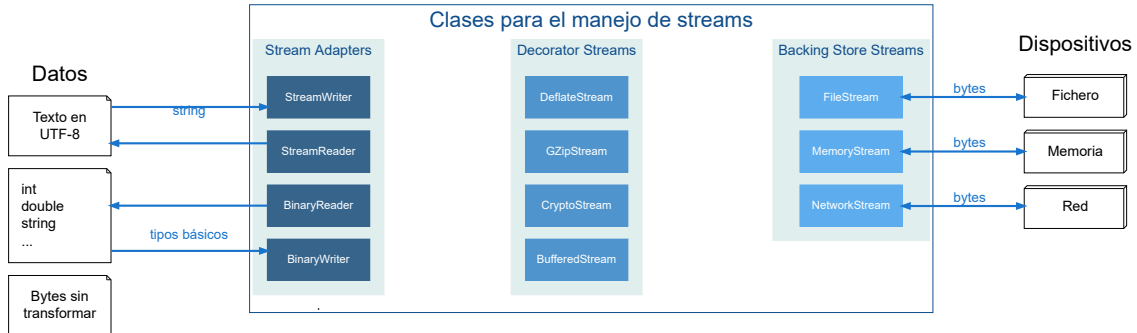 Clases para el manejo de streams
Datos
Texto en
UTF-8
int
double
string
...
Bytes sin
transformar
string
tipos básicos
Stream Adapters
StreamWriter
StreamReader
BinaryReader
BinaryWriter
.
Decorator Streams
DeflateStream
GZipStream
CryptoStream
BufferedStream
Backing Store Streams
FileStream
MemoryStream
NetworkStream
bytes
bytes
bytes
Dispositivos
Fichero
Memoria
Red